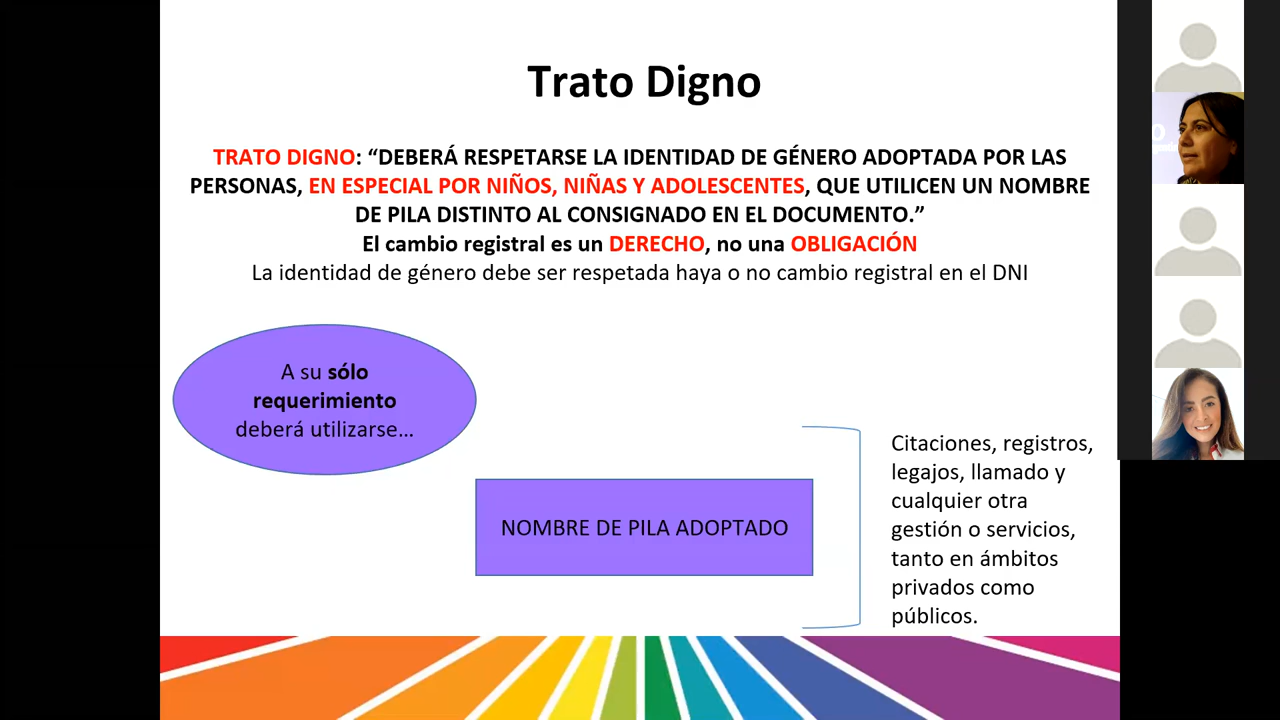 Trato Digno
TRATO DIGNO: “DEBERÁ RESPETARSE LA IDENTIDAD DE GÉNERO ADOPTADA POR LAS
PERSONAS, EN ESPECIAL POR NIÑOS, NIÑAS Y ADOLESCENTES, QUE UTILICEN UN NOMBRE
DE PILA DISTINTO AL CONSIGNADO EN EL DOCUMENTO.”
El cambio registral es un DERECHO, no una OBLIGACIÓN
La identidad de género debe ser respetada haya o no cambio registral en el DNI
A su sólo
requerimiento
deberá utilizarse...
NOMBRE DE PILA ADOPTADO
Citaciones, registros,
legajos, llamado y
cualquier otra
gestión o servicios,
tanto en ámbitos
privados como
públicos.